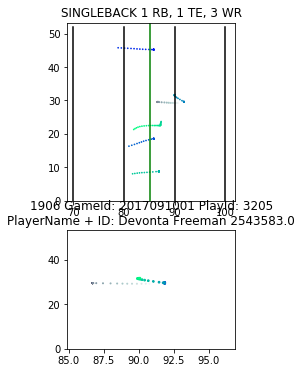 SINGLEBACK 1 RB, 1 TE, 3 WR
50
40
30
20
10
0
70 80 90 100
1906 GameId: 2017091001 PlayId: 3205
PlayerName + ID: Devonta Freeman 2543583.0
40
20
0
85.0 87.5 90.0 92.5 95.0